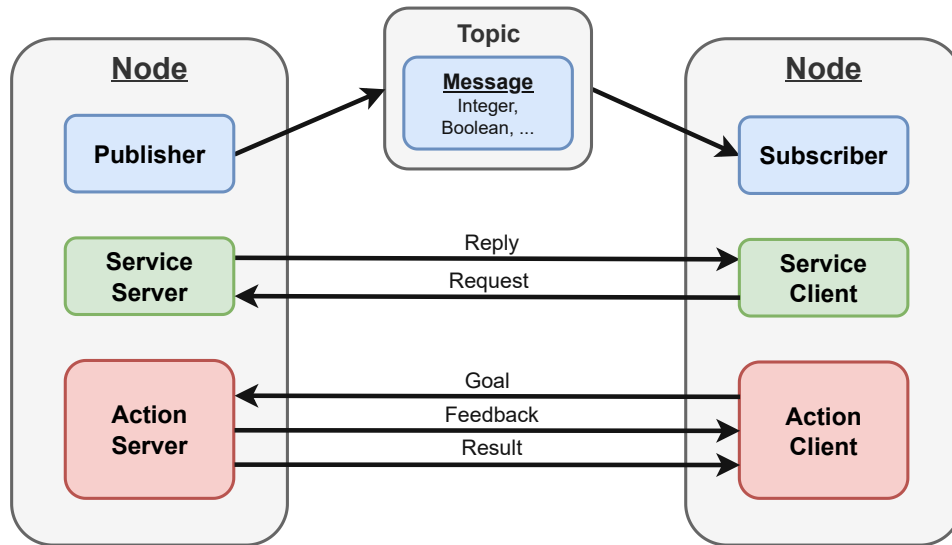 Topic
Node
Node
Message
Integer,
Boolean, ...
Publisher
Subscriber
Reply
Service
Server
Request
Service
Client
Goal
Action
Server
Feedback
Action
Client
Result